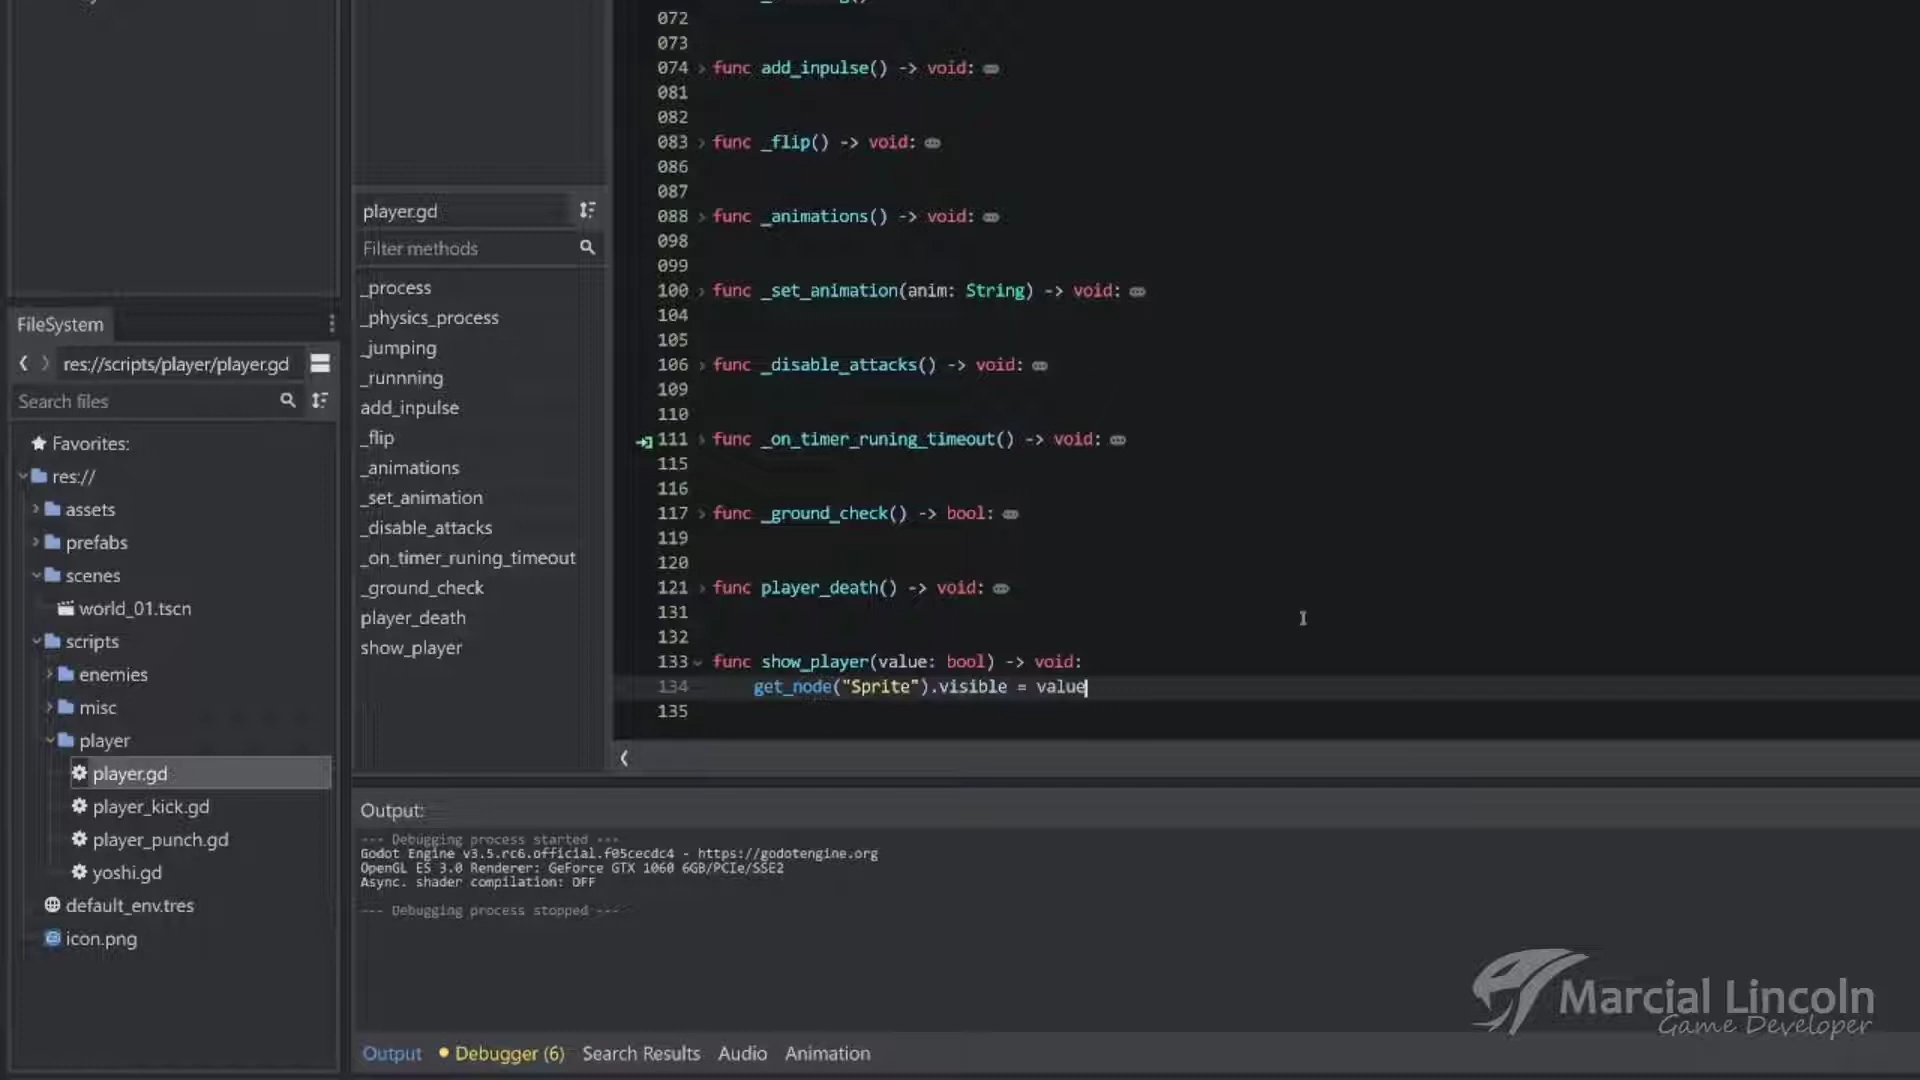 FileSystem
res://scripts/player/player.gd
Search files
Favorites:
res://
assets
prefabs
scenes
world_01.tscn
scripts
enemies
misc
player
player.gd
player_kick.gd
player_punch.gd
yoshi.gd
default_env.tres
icon.png
player.gd
Filter methods
_process
_physics_process
_jumping
_runnning
add_inpulse
_flip
_animations
_set_animation
_disable_attacks
_on_timer_runing_timeout
_ground_check
player_death
show_player
072
073
074 func add_inpulse() -> void:
081
082
083 func _flip() -> void:
086
087
088 func _animations() -> void:
098
099
100 func _set_animation(anim: String) -> void:
104
105
106 func _disable_attacks() -> void:
109
110
111 func _on_timer_runing_timeout() -> void:
115
116
117 func _ground_check() -> bool:
119
120
121 func player_death() -> void:
131
132
133 func show_player(value: bool) -> void:
134 get_node("Sprite").visible = value
135
Output:
--- Debugging process started ---
Godot Engine v3.5.rc6.official.f05cecdc4 - https://godotengine.org
OpenGL ES 3.0 Renderer: GeForce GTX 1060 6GB/PCIe/SSE2
Async. shader compilation: OFF
--- Debugging process stopped ---
Output Debugger (6) Search Results Audio Animation
Marcial Lincoln
Game Developer